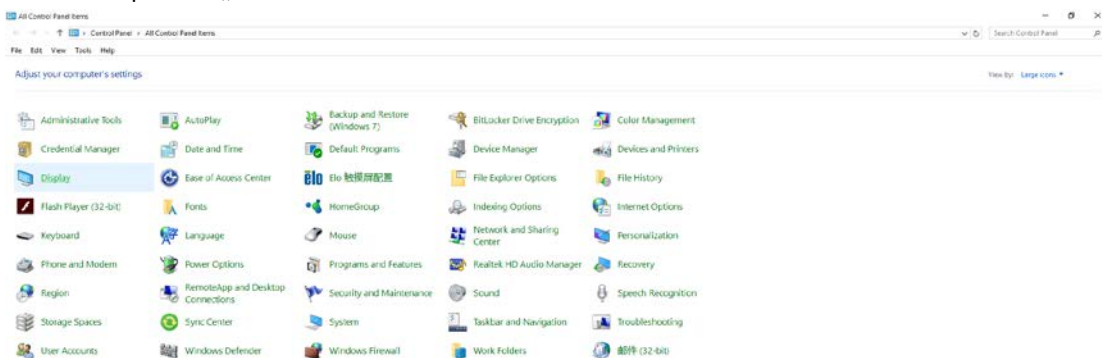 All Control Panel Items
Control Panel › All Control Panel Items
Search Control Panel
File Edit View Tools Help
Adjust your computer's settings
View by: Large icons
Administrative Tools
AutoPlay
Backup and Restore
(Windows 7)
BitLocker Drive Encryption
Color Management
Credential Manager
Date and Time
Default Programs
Device Manager
Devices and Printers
Display
Ease of Access Center
elo
Elo 触摸屏配置
File Explorer Options
File History
Flash Player (32-bit)
Fonts
HomeGroup
Indexing Options
Internet Options
Keyboard
Language
Mouse
Network and Sharing
Center
Personalization
Phone and Modem
Power Options
Programs and Features
Realtek HD Audio Manager
Recovery
Region
RemoteApp and Desktop
Connections
Security and Maintenance
Sound
Speech Recognition
Storage Spaces
Sync Center
System
Taskbar and Navigation
Troubleshooting
User Accounts
Windows Defender
Windows Firewall
Work Folders
邮件 (32-bit)